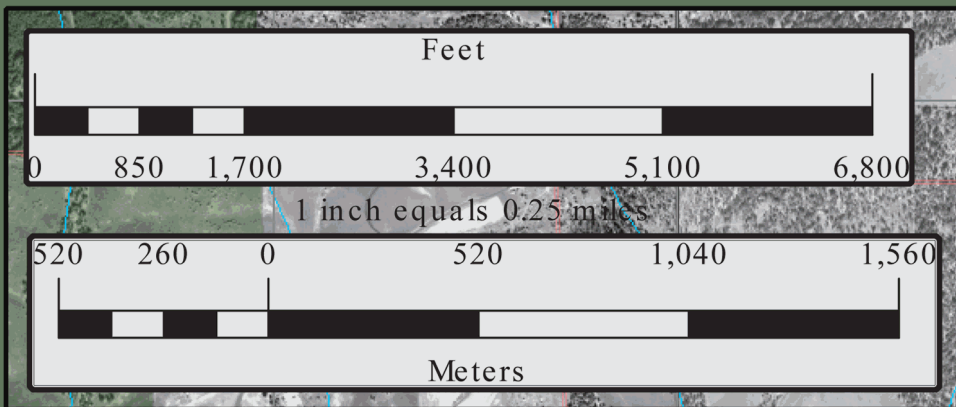 Feet
0 850 1,700 3,400 5,100 6,800
1 inch equals 0.25 miles
520 260 0 520 1,040 1,560
Meters